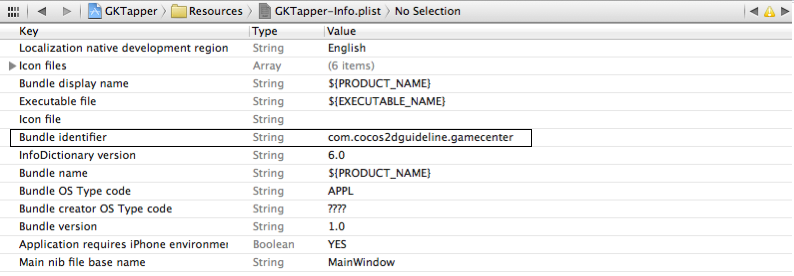 GKTapper Resources GKTapper-Info.plist No Selection
Key Type Value
Localization native development region String English
Icon files Array (6 items)
Bundle display name String ${PRODUCT_NAME}
Executable file String ${EXECUTABLE_NAME}
Icon file String
Bundle identifier String com.cocos2dguideline.gamecenter
InfoDictionary version String 6.0
Bundle name String ${PRODUCT_NAME}
Bundle OS Type code String APPL
Bundle creator OS Type code String ????
Bundle version String 1.0
Application requires iPhone environmen Boolean YES
Main nib file base name String MainWindow